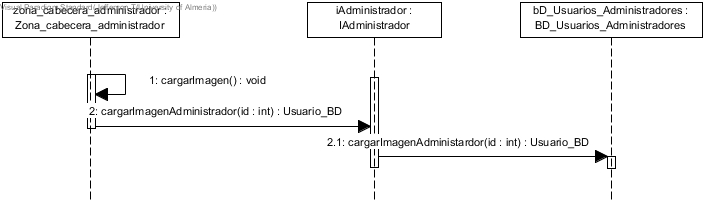 zona_cabecera_administrador :
Zona_cabecera_administrador
iAdministrador :
IAdministrador
bD_Usuarios_Administradores :
BD_Usuarios_Administradores
1: cargarImagen() : void
2: cargarImagenAdministrador(id : int) : Usuario_BD
2.1: cargarImagenAdministardor(id : int) : Usuario_BD